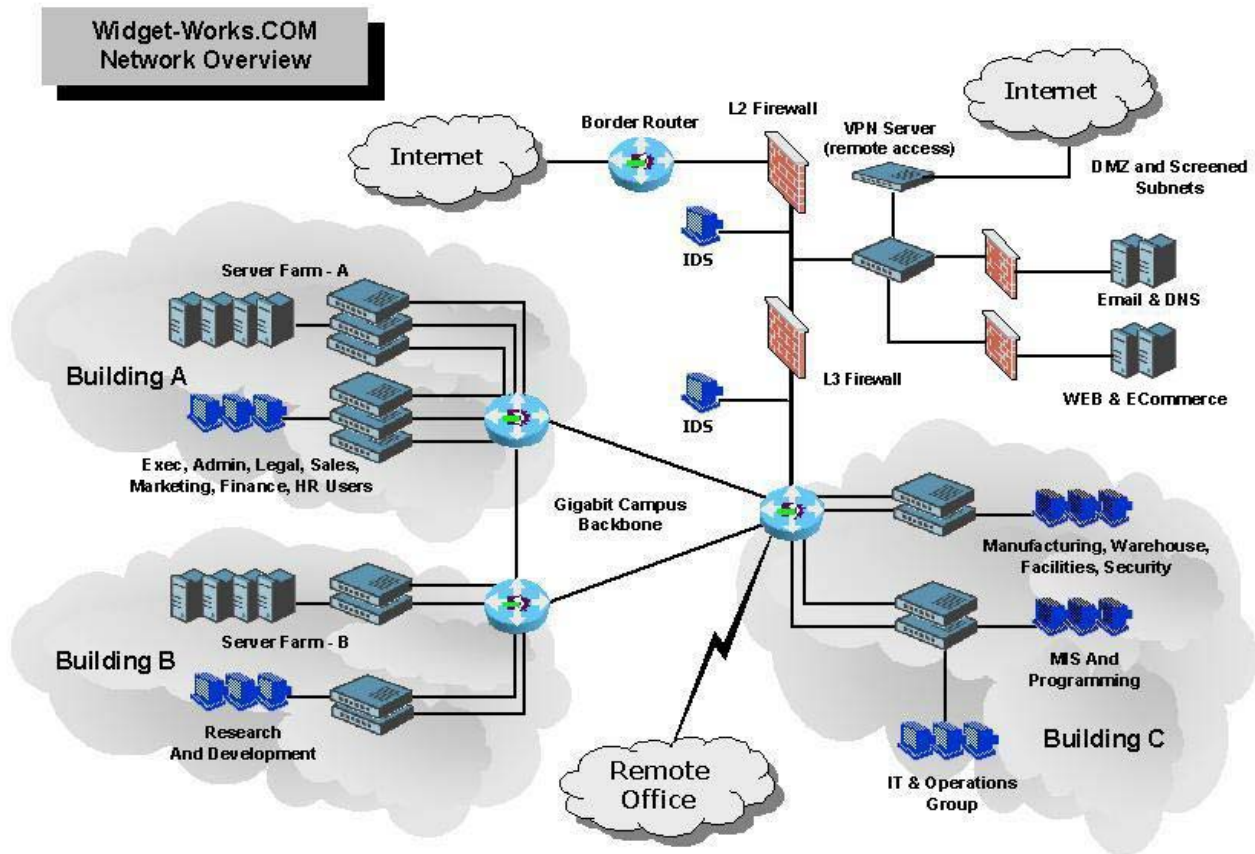 Widget-Works.COM
Network Overview
Internet
Border Router
L2 Firewall
VPN Server
(remote access)
Internet
DMZ and Screened
Subnets
IDS
Email & DNS
L3 Firewall
WEB & ECommerce
IDS
Server Farm - A
Building A
Exec, Admin, Legal, Sales,
Marketing, Finance, HR Users
Gigabit Campus
Backbone
Manufacturing, Warehouse,
Facilities, Security
Server Farm - B
Building B
Research
And Development
MIS And
Programming
Building C
IT & Operations
Group
Remote
Office